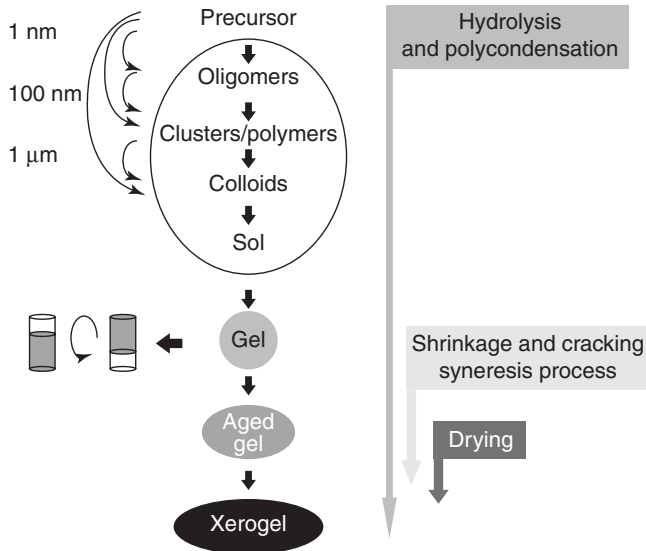 1 nm
100 nm
1 μm
Precursor
Oligomers
Clusters/polymers
Colloids
Sol
Gel
Aged
gel
Xerogel
Hydrolysis
and polycondensation
Shrinkage and cracking
syneresis process
Drying